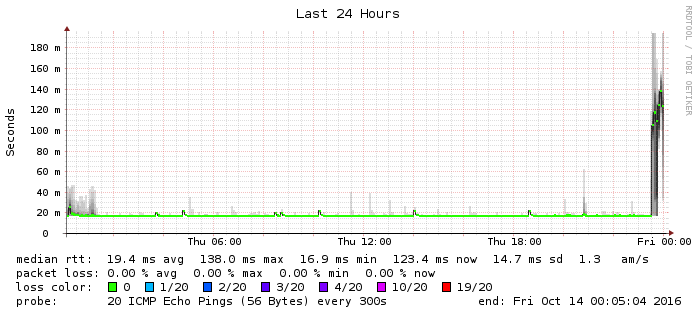 Last 24 Hours
RRDTOOL / TOBI OETIKER
Seconds
180 m
160 m
140 m
120 m
100 m
80 m
60 m
40 m
20 m
0
Thu 06:00 Thu 12:00 Thu 18:00 Fri 00:00
median rtt: 19.4 ms avg 138.0 ms max 16.9 ms min 123.4 ms now 14.7 ms sd 1.3 am/s
packet loss: 0.00 % avg 0.00 % max 0.00 % min 0.00 % now
loss color: 0 1/20 2/20 3/20 4/20 10/20 19/20
probe: 20 ICMP Echo Pings (56 Bytes) every 300s end: Fri Oct 14 00:05:04 2016